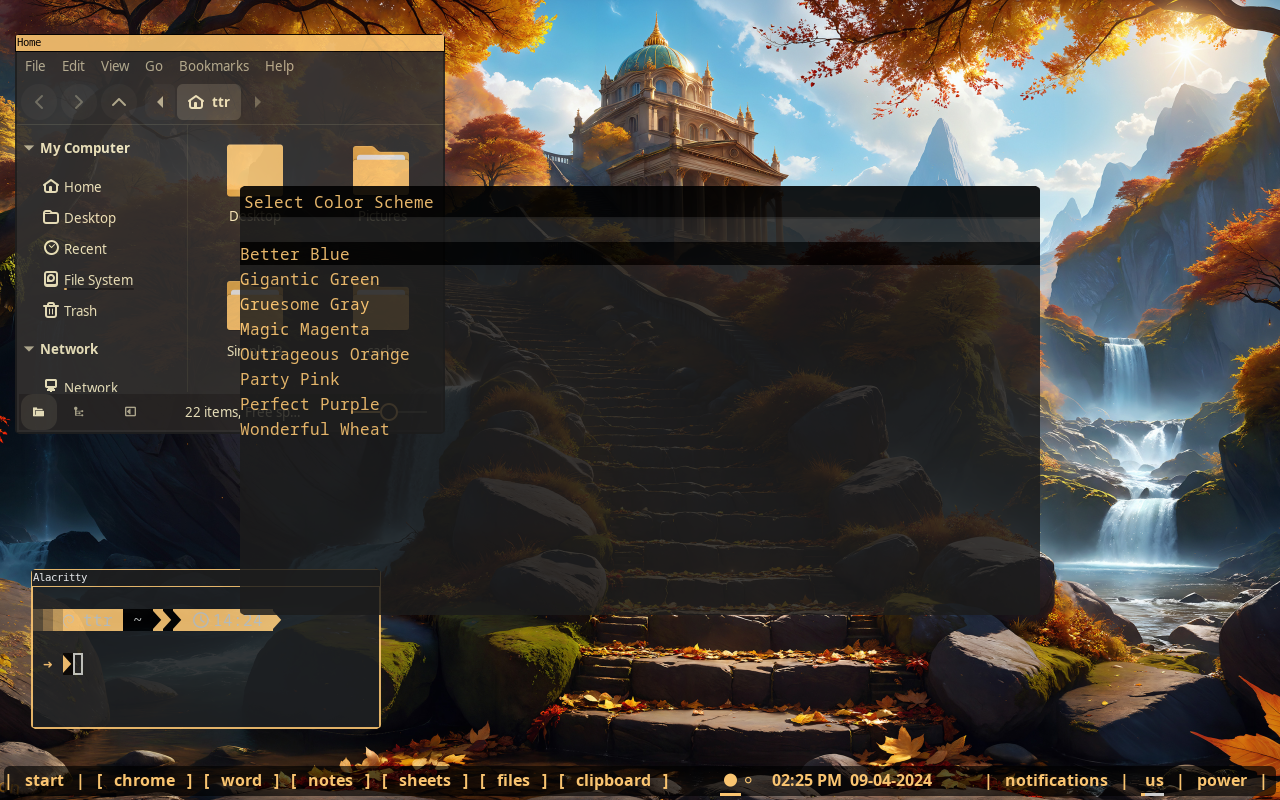 Home
File Edit View Go Bookmarks Help
ttr
My Computer
Home
Desktop
Recent
File System
Trash
Network
Network
Desktop
Pictures
22 items, Free sp...
Select Color Scheme
Better Blue
Gigantic Green
Gruesome Gray
Magic Magenta
Outrageous Orange
Party Pink
Perfect Purple
Wonderful Wheat
Alacritty
~
| start | [ chrome ] [ word ] [ notes ] [ sheets ] [ files ] [ clipboard ] 02:25 PM 09-04-2024 | notifications | us | power |